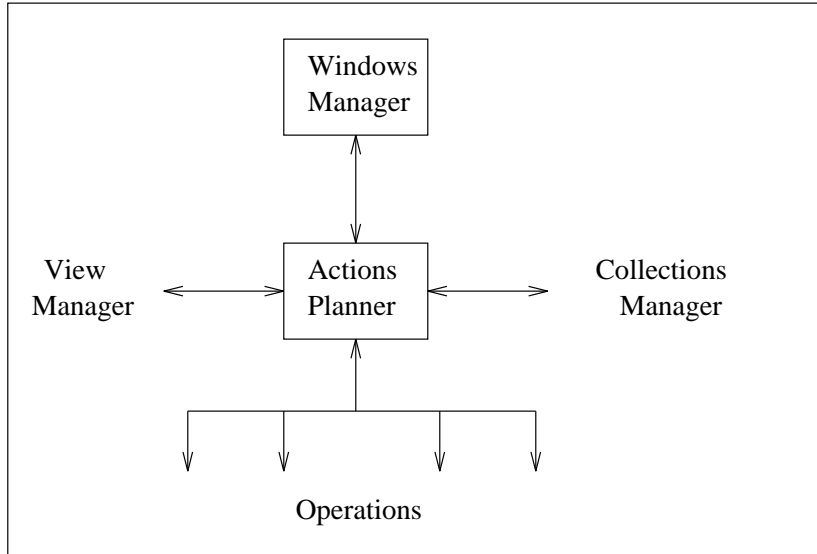 Windows
Manager
View
Manager
Actions
Planner
Collections
Manager
Operations